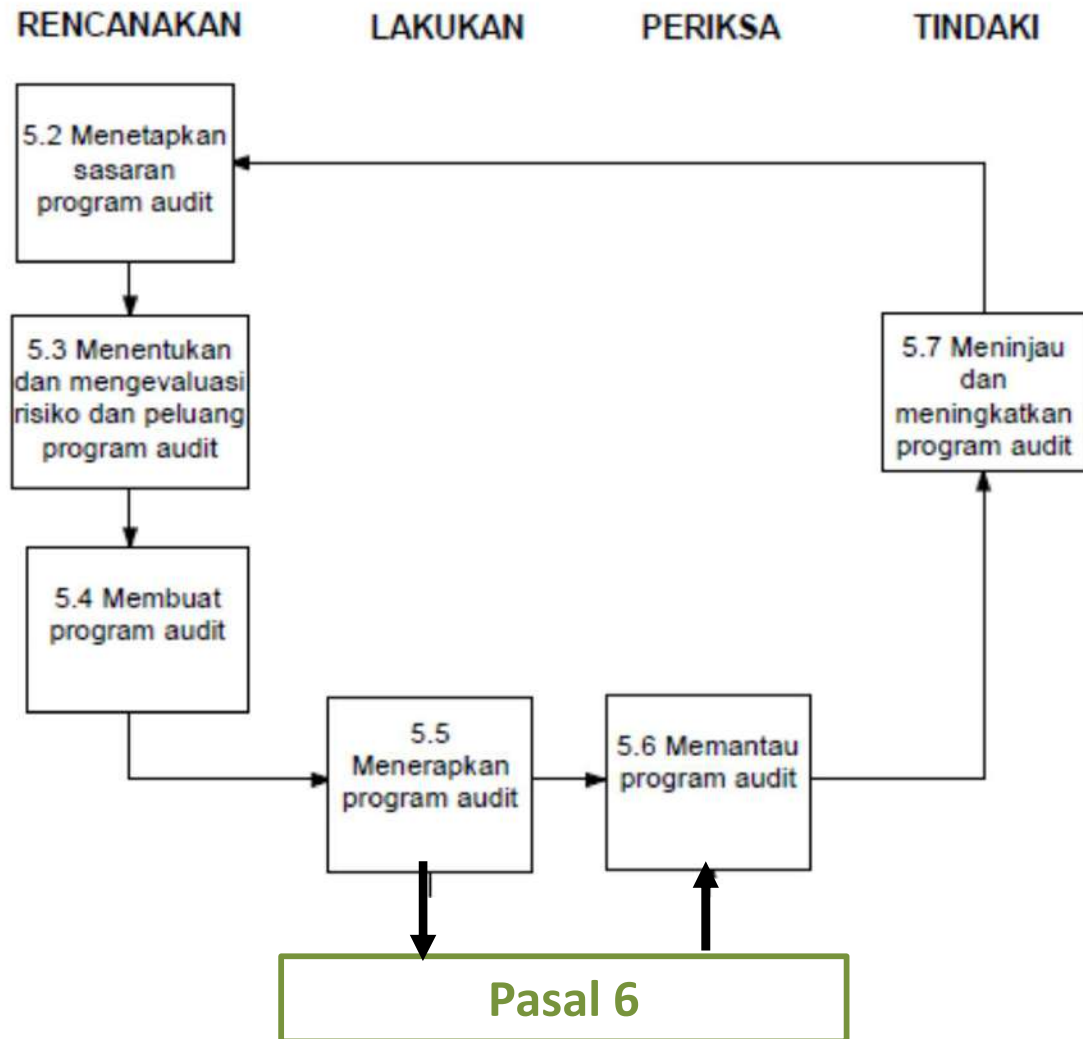 RENCANAKAN LAKUKAN PERIKSA TINDAKI
5.2 Menetapkan
sasaran
program audit
5.3 Menentukan
dan mengevaluasi
risiko dan peluang
program audit
5.4 Membuat
program audit
5.5
Menerapkan
program audit
5.6 Memantau
program audit
5.7 Meninjau
dan
meningkatkan
program audit
Pasal 6